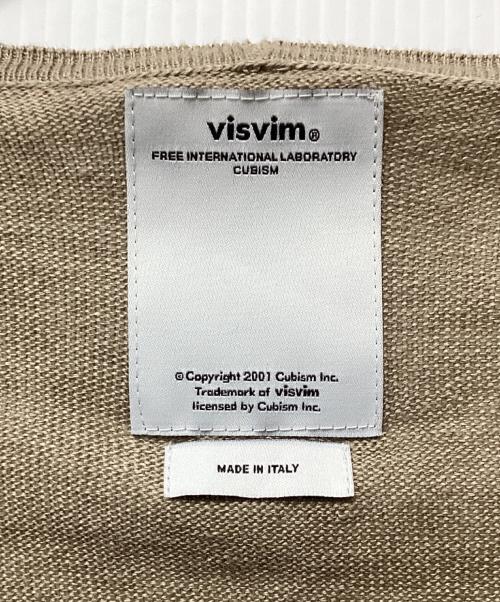 visvim®
FREE INTERNATIONAL LABORATORY
CUBISM
©Copyright 2001 Cubism Inc.
Trademark of visvim
licensed by Cubism Inc.
MADE IN ITALY